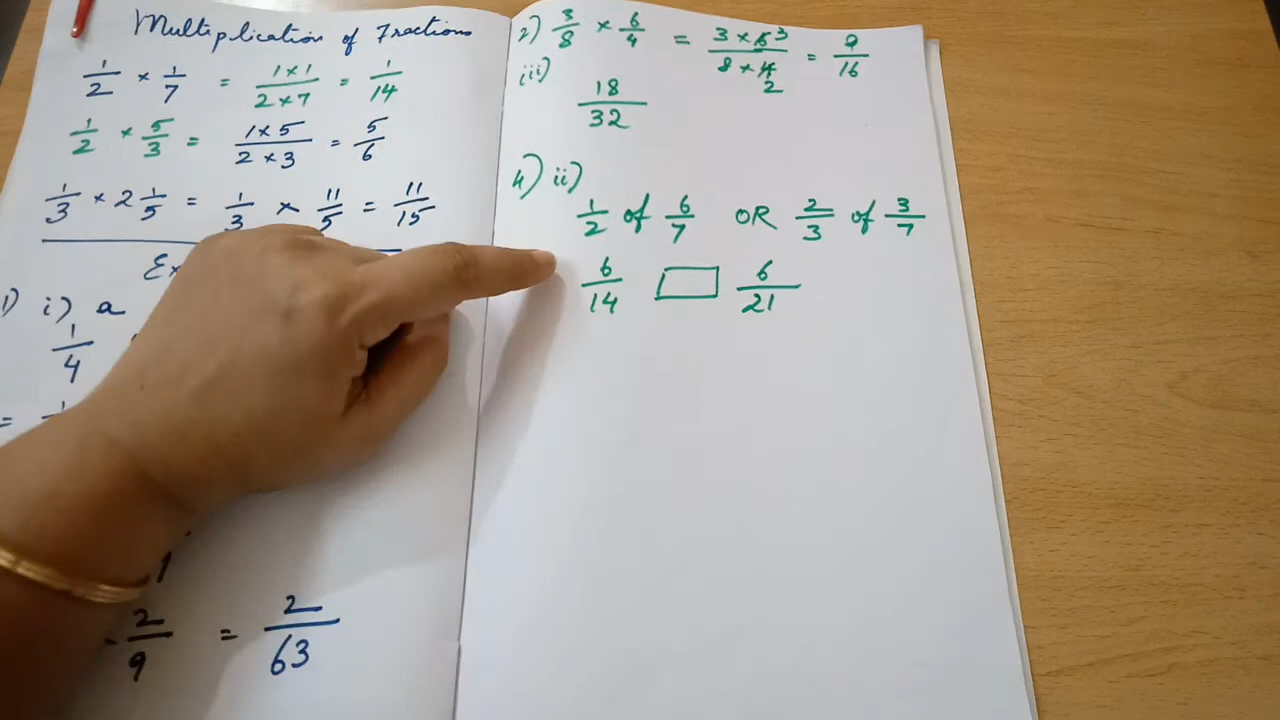 Multiplication of Fractions
1/2 × 1/7 = 1×1/2×7 = 1/14
1/2 × 5/3 = 1×5/2×3 = 5/6
1/3 × 2 1/5 = 1/3 × 11/5 = 11/15
1) i) a
1/4
2/9 = 2/63
2) 3/8 × 6/4 = 3×6 3/8×4 2 = 9/16
iii)
18/32
4) ii)
1/2 of 6/7 OR 2/3 of 3/7
6/14 □ 6/21